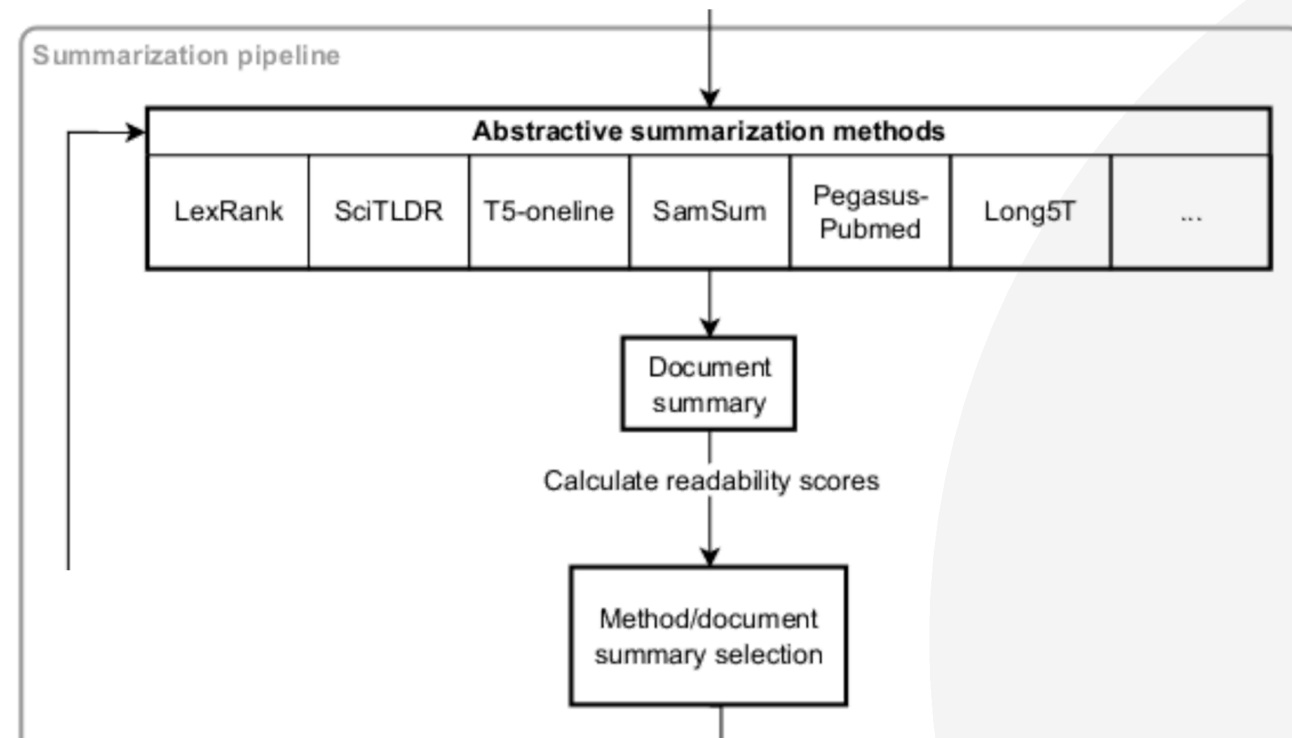 Summarization pipeline
Abstractive summarization methods
LexRank
SciTLDR
T5-oneline
SamSum
Pegasus-
Pubmed
Long5T
...
Document
summary
Calculate readability scores
Method/document
summary selection